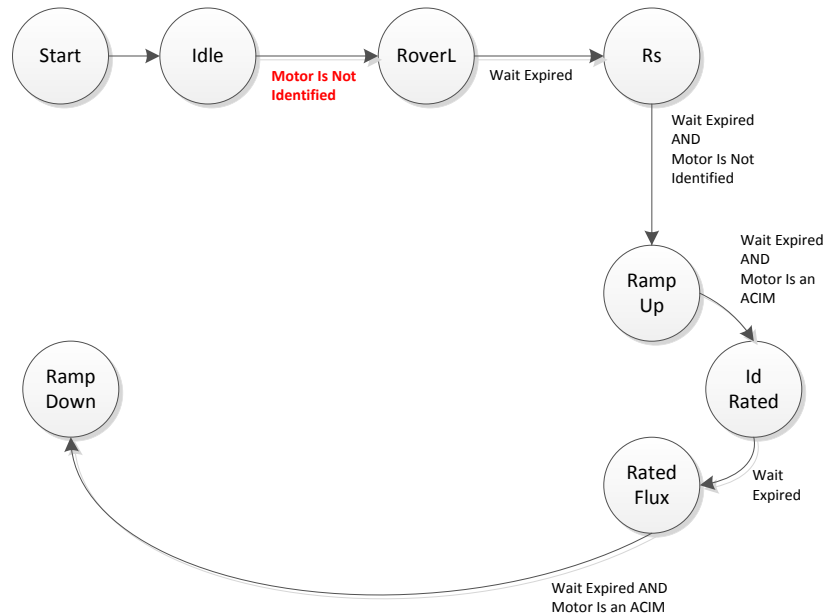 Start
Idle
Motor Is Not
Identified
RoverL
Wait Expired
Rs
Wait Expired
AND
Motor Is Not
Identified
Ramp
Up
Wait Expired
AND
Motor Is an
ACIM
Id
Rated
Wait
Expired
Rated
Flux
Wait Expired AND
Motor Is an ACIM
Ramp
Down